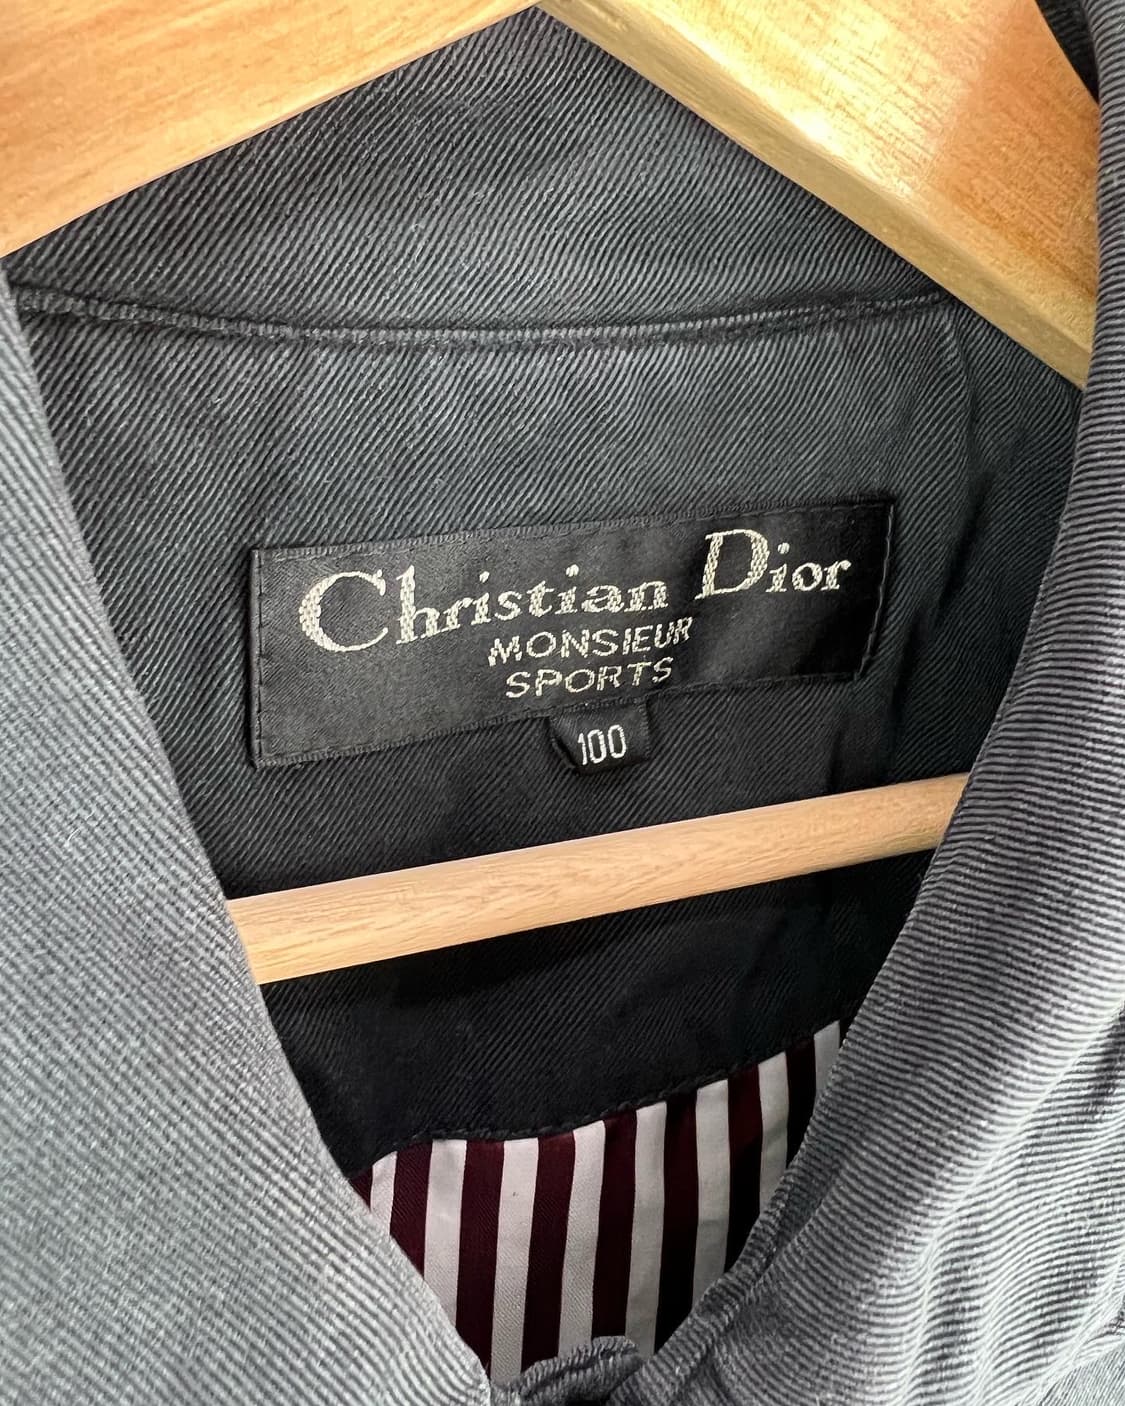 Christian Dior
MONSIEUR
SPORTS
100